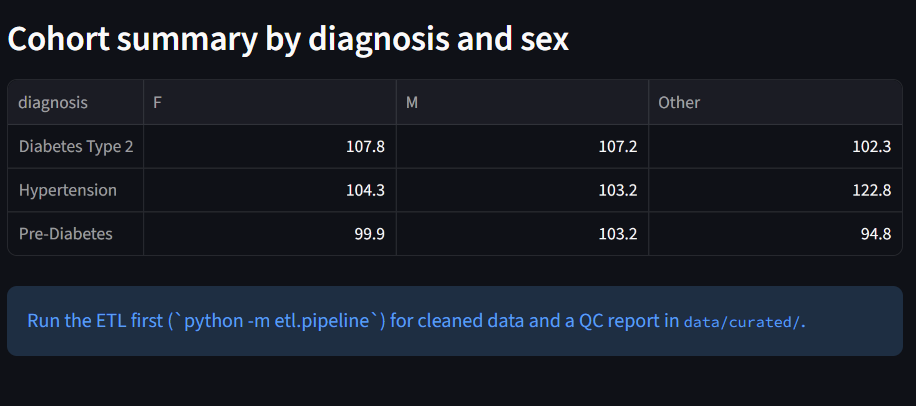 Cohort summary by diagnosis and sex
diagnosis F M Other
Diabetes Type 2 107.8 107.2 102.3
Hypertension 104.3 103.2 122.8
Pre-Diabetes 99.9 103.2 94.8
Run the ETL first (`python -m etl.pipeline`) for cleaned data and a QC report in data/curated/.